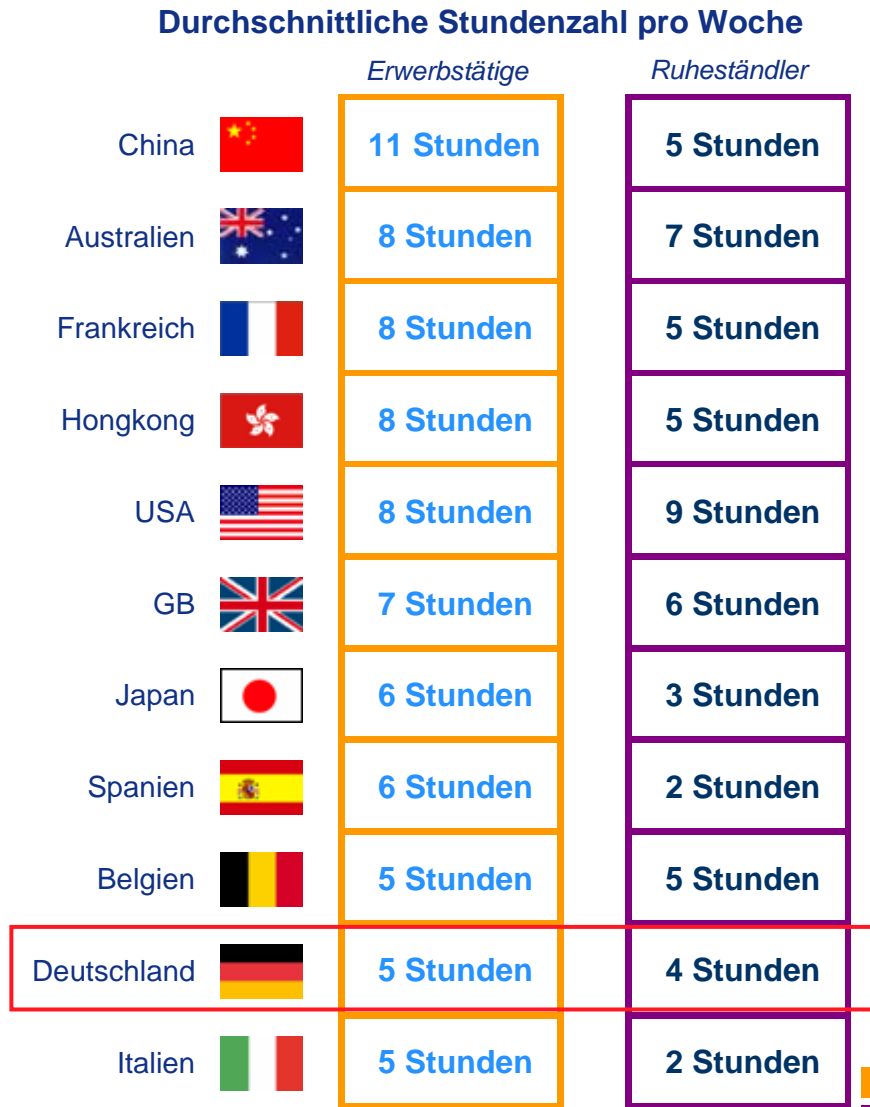 Durchschnittliche Stundenzahl pro Woche
Erwerbstätige Ruheständler
China 11 Stunden 5 Stunden
Australien 8 Stunden 7 Stunden
Frankreich 8 Stunden 5 Stunden
Hongkong 8 Stunden 5 Stunden
USA 8 Stunden 9 Stunden
GB 7 Stunden 6 Stunden
Japan 6 Stunden 3 Stunden
Spanien 6 Stunden 2 Stunden
Belgien 5 Stunden 5 Stunden
Deutschland 5 Stunden 4 Stunden
Italien 5 Stunden 2 Stunden